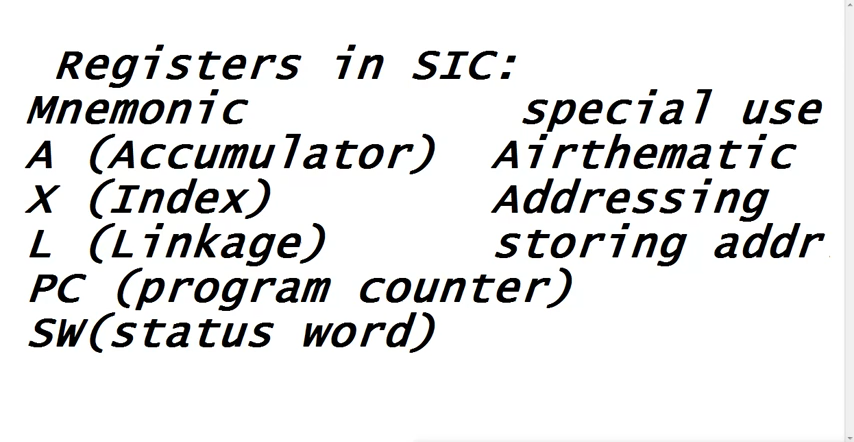 Registers in SIC:
Mnemonic special use
A (Accumulator) Airthematic
X (Index) Addressing
L (Linkage) storing addr
PC (program counter)
SW(status word)